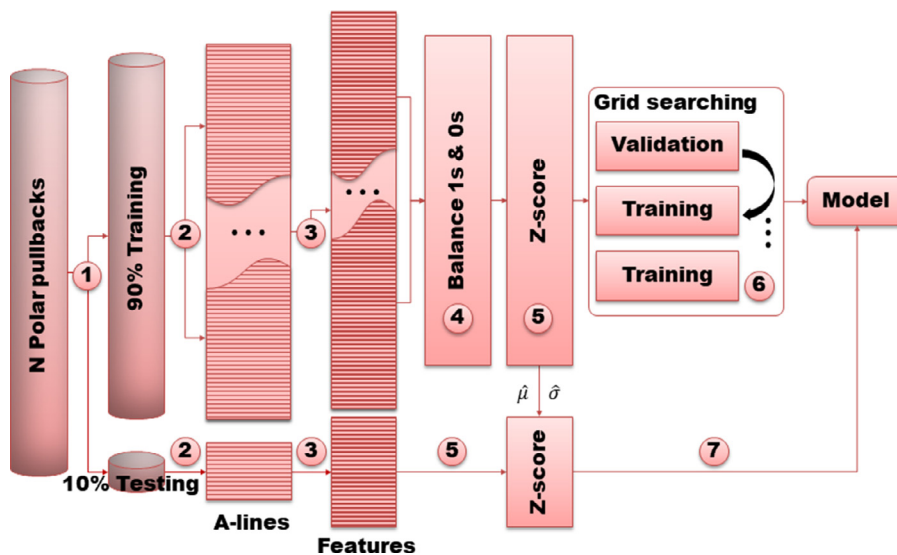 N Polar pullbacks
1
90% Training
2
. . .
3
. . .
Balance 1s & 0s
4
Z-score
5
Grid searching
Validation
Training
Training
6
Model
μ̂ σ̂
10% Testing
2
A-lines
3
Features
5
Z-score
7